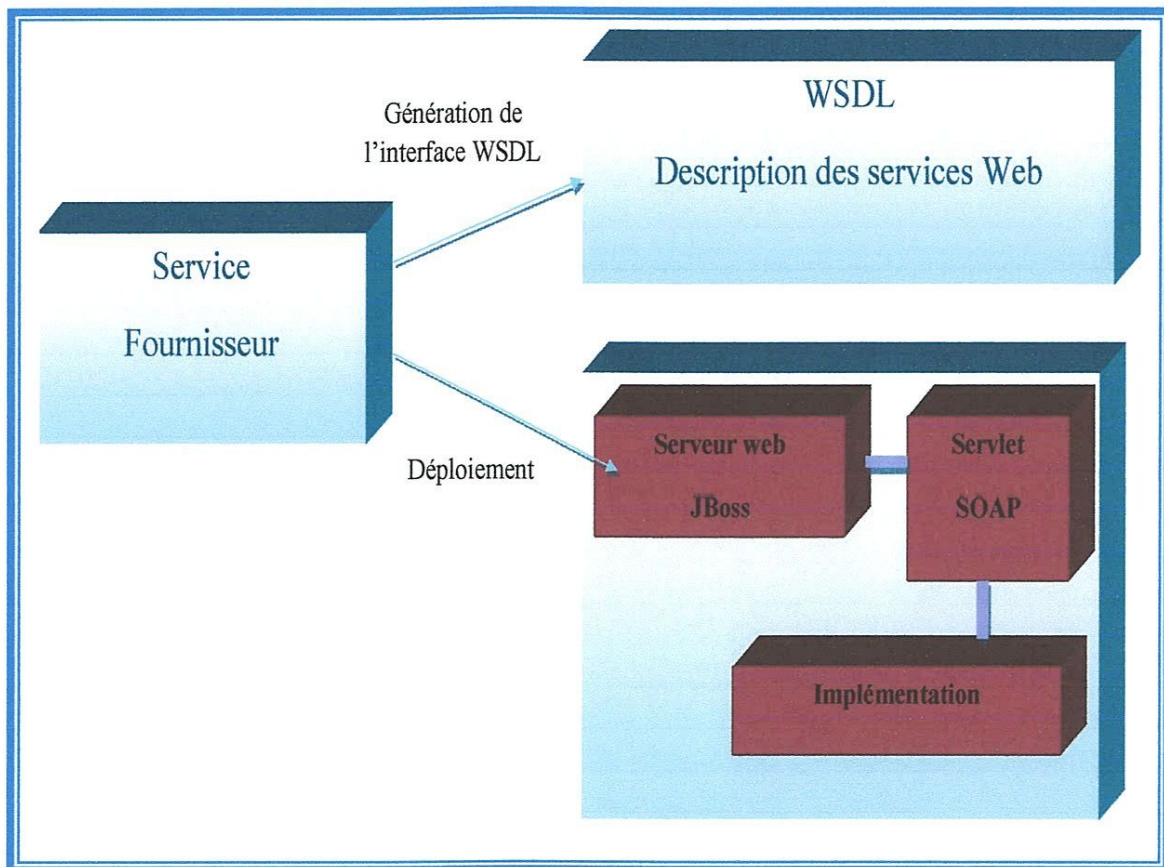 Génération de
l'interface WSDL
WSDL
Description des services Web
Service
Fournisseur
Déploiement
Serveur web
JBoss
Servlet
SOAP
Implémentation